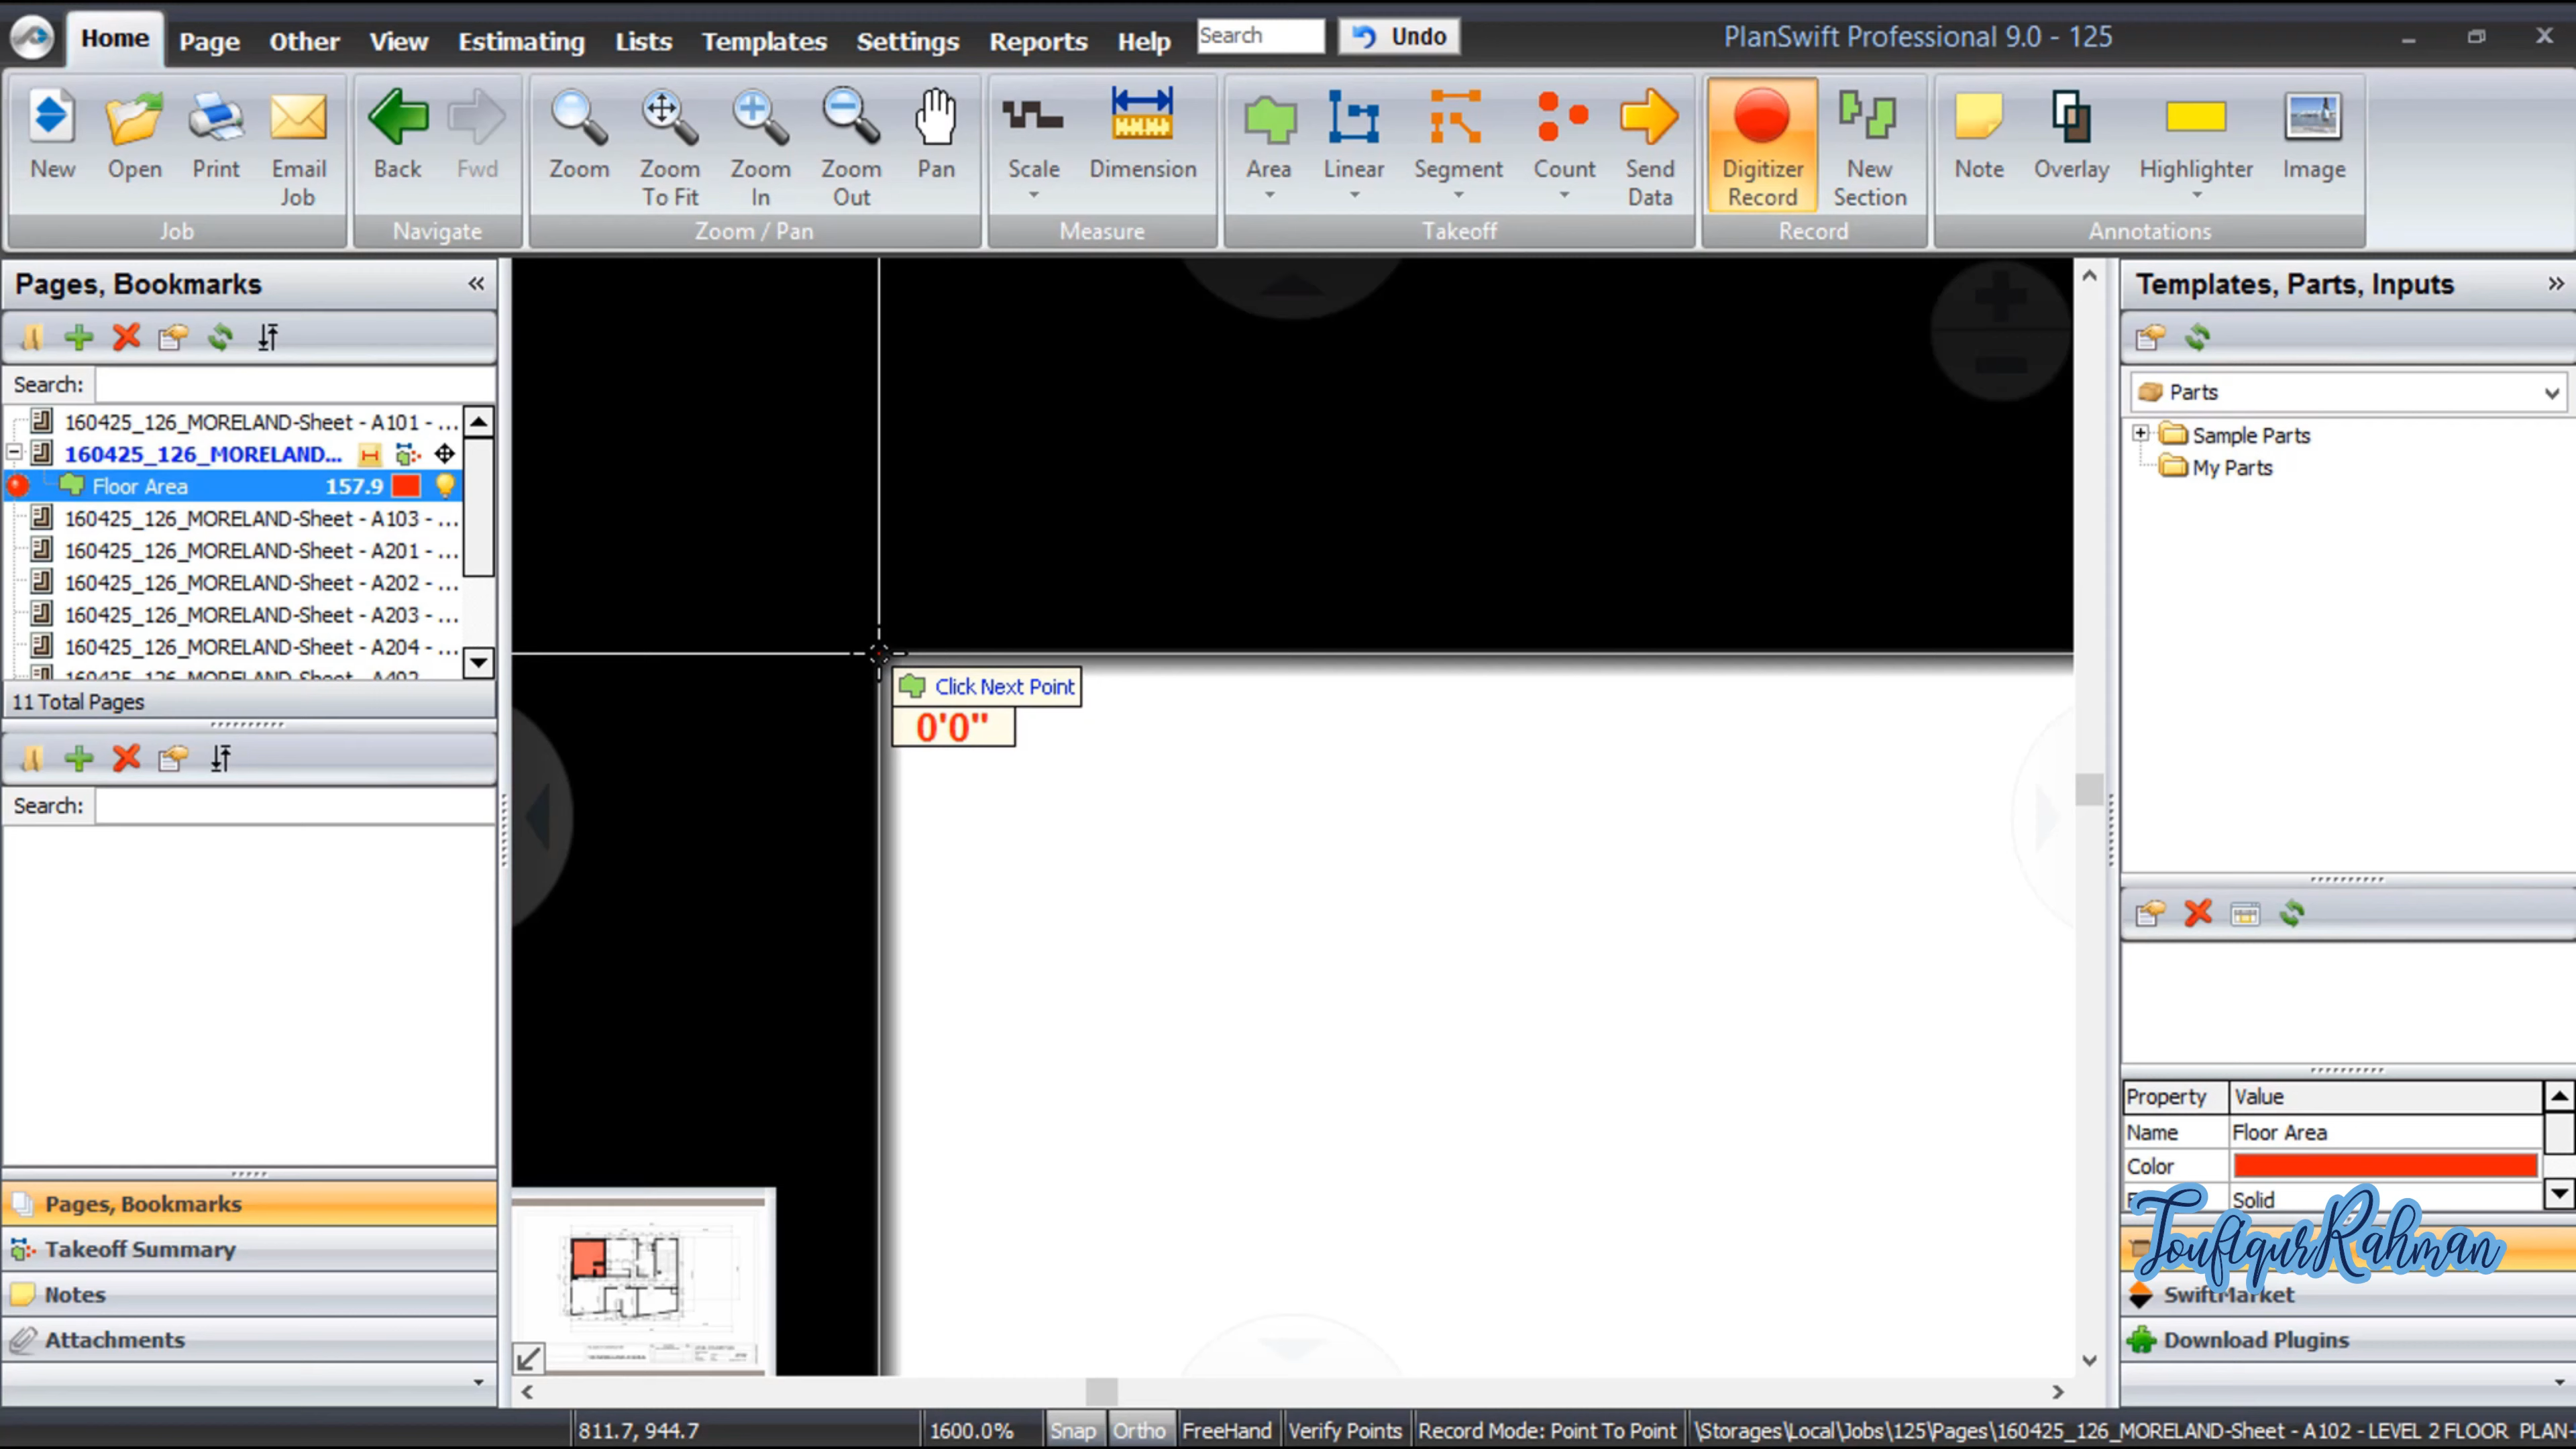 Home Page Other View Estimating Lists Templates Settings Reports Help Search Undo PlanSwift Professional 9.0 - 125
New Open Print Email Job
Back Fwd
Zoom Zoom To Fit Zoom In Zoom Out Pan
Scale Dimension
Area Linear Segment Count Send Data
Digitizer Record New Section
Note Overlay Highlighter Image
Job Navigate Zoom / Pan Measure Takeoff Record Annotations
Pages, Bookmarks
Search:
160425_126_MORELAND-Sheet - A101 - ...
160425_126_MORELAND...
Floor Area 157.9
160425_126_MORELAND-Sheet - A103 - ...
160425_126_MORELAND-Sheet - A201 - ...
160425_126_MORELAND-Sheet - A202 - ...
160425_126_MORELAND-Sheet - A203 - ...
160425_126_MORELAND-Sheet - A204 - ...
11 Total Pages
Search:
Pages, Bookmarks
Takeoff Summary
Notes
Attachments
Click Next Point
0'0"
Templates, Parts, Inputs
Parts
Sample Parts
My Parts
Property Value
Name Floor Area
Color
Solid
ToufiqurRahman
SwiftMarket
Download Plugins
811.7, 944.7 1600.0% Snap Ortho FreeHand Verify Points Record Mode: Point To Point \Storages\Local\Jobs\125\Pages\160425_126_MORELAND-Sheet - A102 - LEVEL 2 FLOOR PLAN-